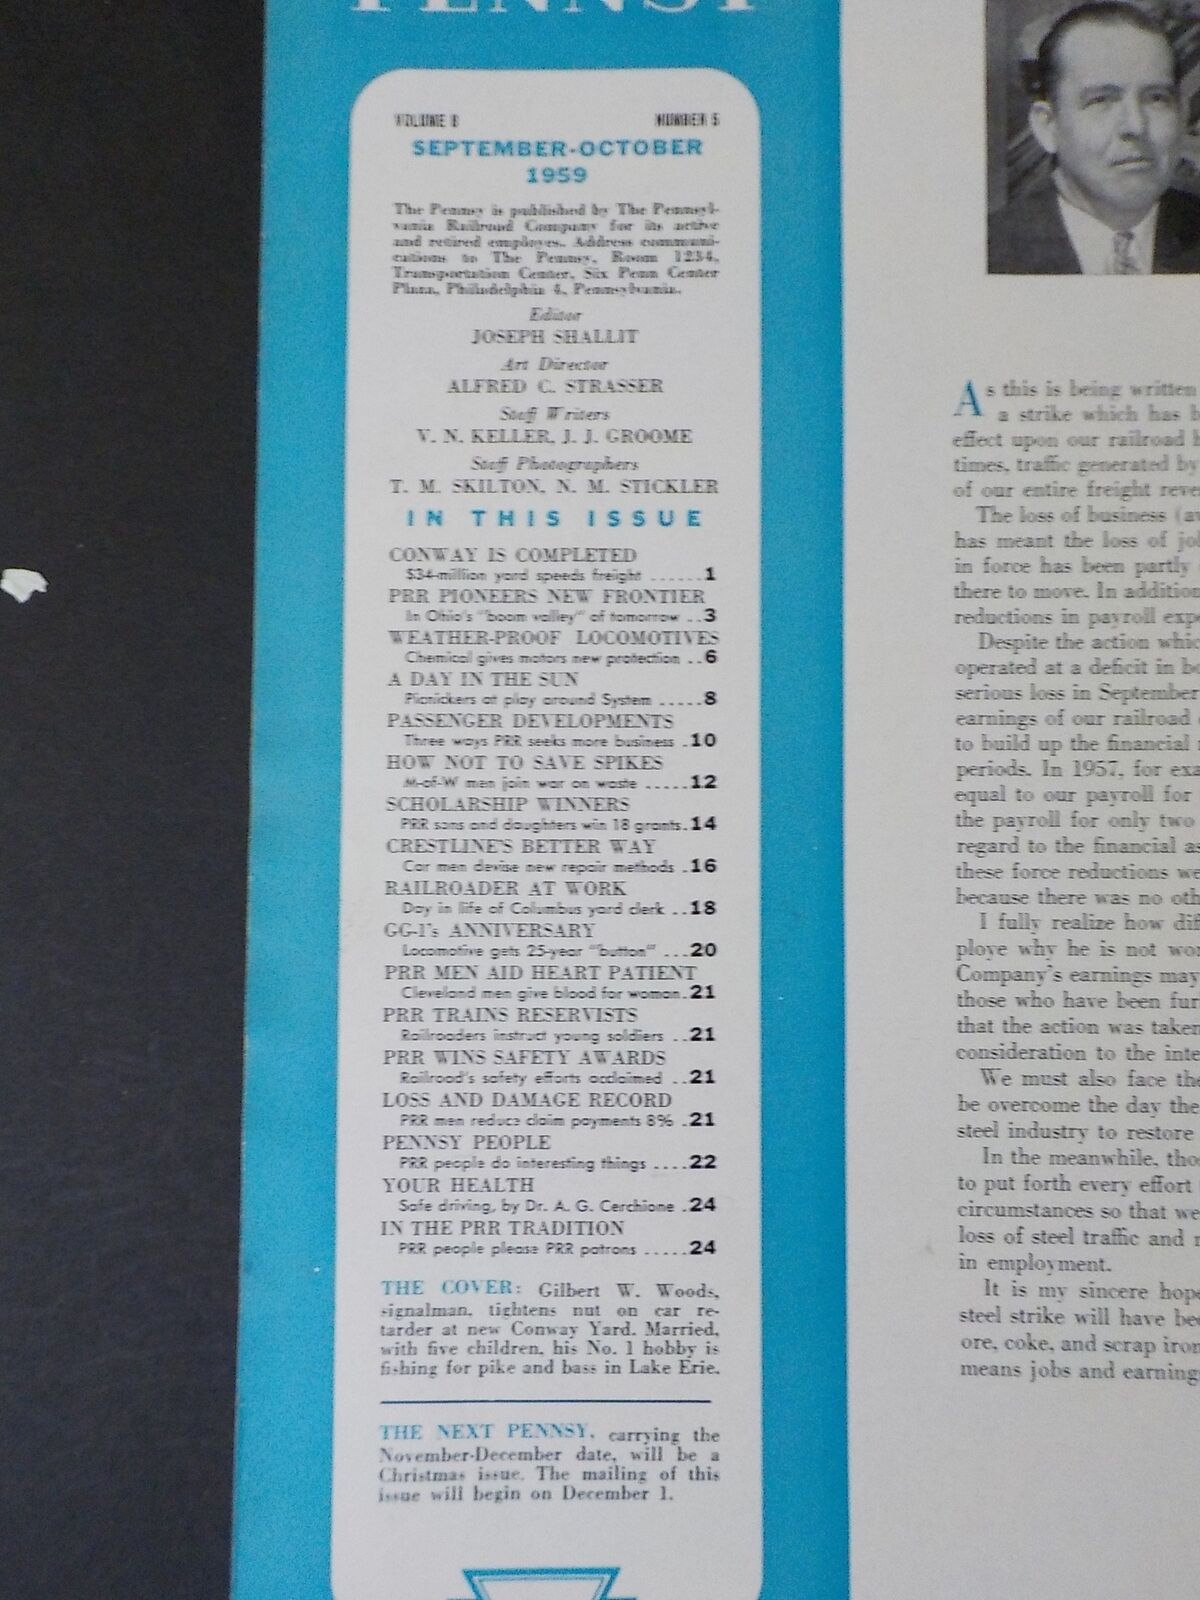 PENNSY
VOLUME 8 NUMBER 5
SEPTEMBER-OCTOBER
1959
The Pennsy is published by The Pennsyl-
vania Railroad Company for its active
and retired employes. Address communi-
cations to The Pennsy, Room 1234,
Transportation Center, Six Penn Center
Plaza, Philadelphia 4, Pennsylvania.
Editor
JOSEPH SHALLIT
Art Director
ALFRED C. STRASSER
Staff Writers
V. N. KELLER, J. J. GROOME
Staff Photographers
T. M. SKILTON, N. M. STICKLER
IN THIS ISSUE
CONWAY IS COMPLETED
$34-million yard speeds freight ......1
PRR PIONEERS NEW FRONTIER
In Ohio's "boom valley" of tomorrow ..3
WEATHER-PROOF LOCOMOTIVES
Chemical gives motors new protection ..6
A DAY IN THE SUN
Picnickers at play around System .....8
PASSENGER DEVELOPMENTS
Three ways PRR seeks more business .10
HOW NOT TO SAVE SPIKES
M-of-W men join war on waste .....12
SCHOLARSHIP WINNERS
PRR sons and daughters win 18 grants.14
CRESTLINE'S BETTER WAY
Car men devise new repair methods .16
RAILROADER AT WORK
Day in life of Columbus yard clerk ..18
GG-1's ANNIVERSARY
Locomotive gets 25-year "button" ...20
PRR MEN AID HEART PATIENT
Cleveland men give blood for woman.21
PRR TRAINS RESERVISTS
Railroaders instruct young soldiers ..21
PRR WINS SAFETY AWARDS
Railroad's safety efforts acclaimed ..21
LOSS AND DAMAGE RECORD
PRR men reduce claim payments 8% .21
PENNSY PEOPLE
PRR people do interesting things ....22
YOUR HEALTH
Safe driving, by Dr. A. G. Cerchione .24
IN THE PRR TRADITION
PRR people please PRR patrons .....24
THE COVER: Gilbert W. Woods,
signalman, tightens nut on car re-
tarder at new Conway Yard. Married,
with five children, his No. 1 hobby is
fishing for pike and bass in Lake Erie.
THE NEXT PENNSY, carrying the
November-December date, will be a
Christmas issue. The mailing of this
issue will begin on December 1.
As this is being written
a strike which has
effect upon our railroad
times, traffic generated by
of our entire freight
The loss of business
has meant the loss of
in force has been partly
there to move. In addition
reductions in payroll
Despite the action
operated at a deficit in
serious loss in September
earnings of our railroad
to build up the financial
periods. In 1957, for
equal to our payroll for
the payroll for only two
regard to the financial
these force reductions
because there was no
I fully realize how
ploye why he is not
Company's earnings may
those who have been
that the action was taken
consideration to the
We must also face
be overcome the day
steel industry to restore
In the meanwhile,
to put forth every effort
circumstances so that we
loss of steel traffic and
in employment.
It is my sincere
steel strike will have
ore, coke, and scrap iron
means jobs and